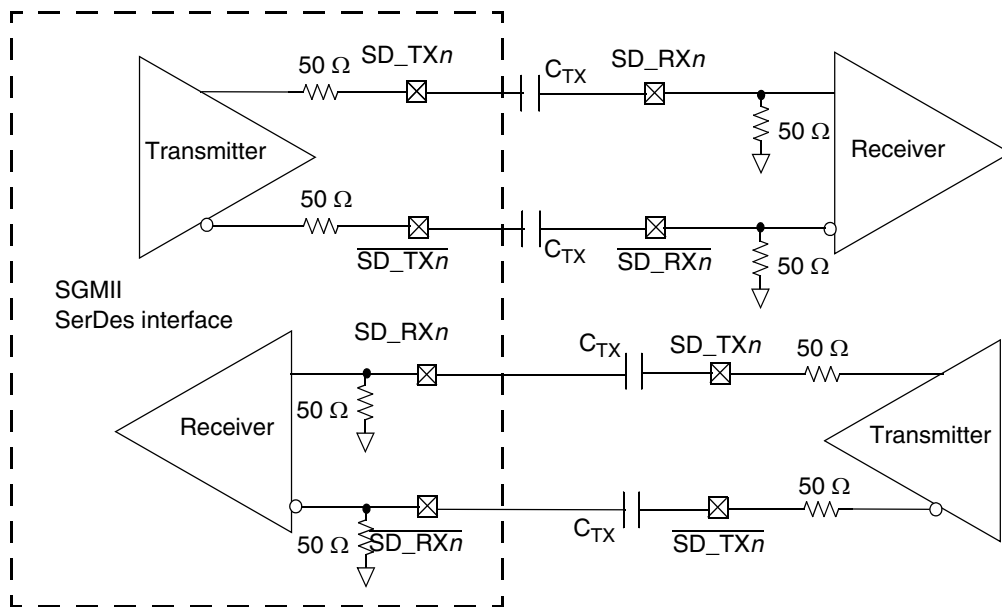 50 Ω
SD_TXn
C_TX
SD_RXn
50 Ω
Transmitter
Receiver
50 Ω
SD_TXn
C_TX
SD_RXn
50 Ω
SGMII
SerDes interface
SD_RXn
C_TX
SD_TXn
50 Ω
50 Ω
Receiver
Transmitter
50 Ω
50 Ω
SD_RXn
C_TX
SD_TXn